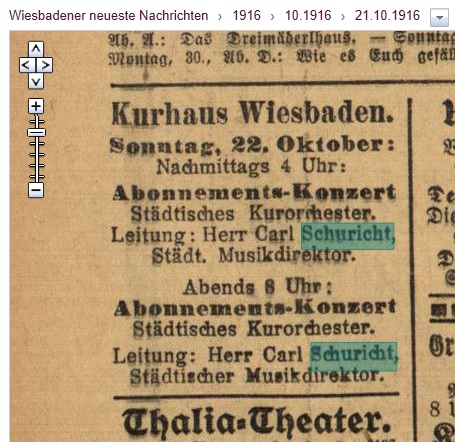 Wiesbadener neueste Nachrichten › 1916 › 10.1916 › 21.10.1916
Ab. A.: Das Dreimäderlhaus. — Sonntag
Montag, 30., Ab. D.: Wie es Euch gefäl
Kurhaus Wiesbaden.
Sonntag, 22. Oktober:
Nachmittags 4 Uhr:
Abonnements-Konzert
Städtisches Kurorchester.
Leitung: Herr Carl Schuricht,
Städt. Musikdirektor.
Abends 8 Uhr:
Abonnements-Konzert
Städtisches Kurorchester.
Leitung: Herr Carl Schuricht,
Städtischer Musikdirektor.
Thalia-Theater.